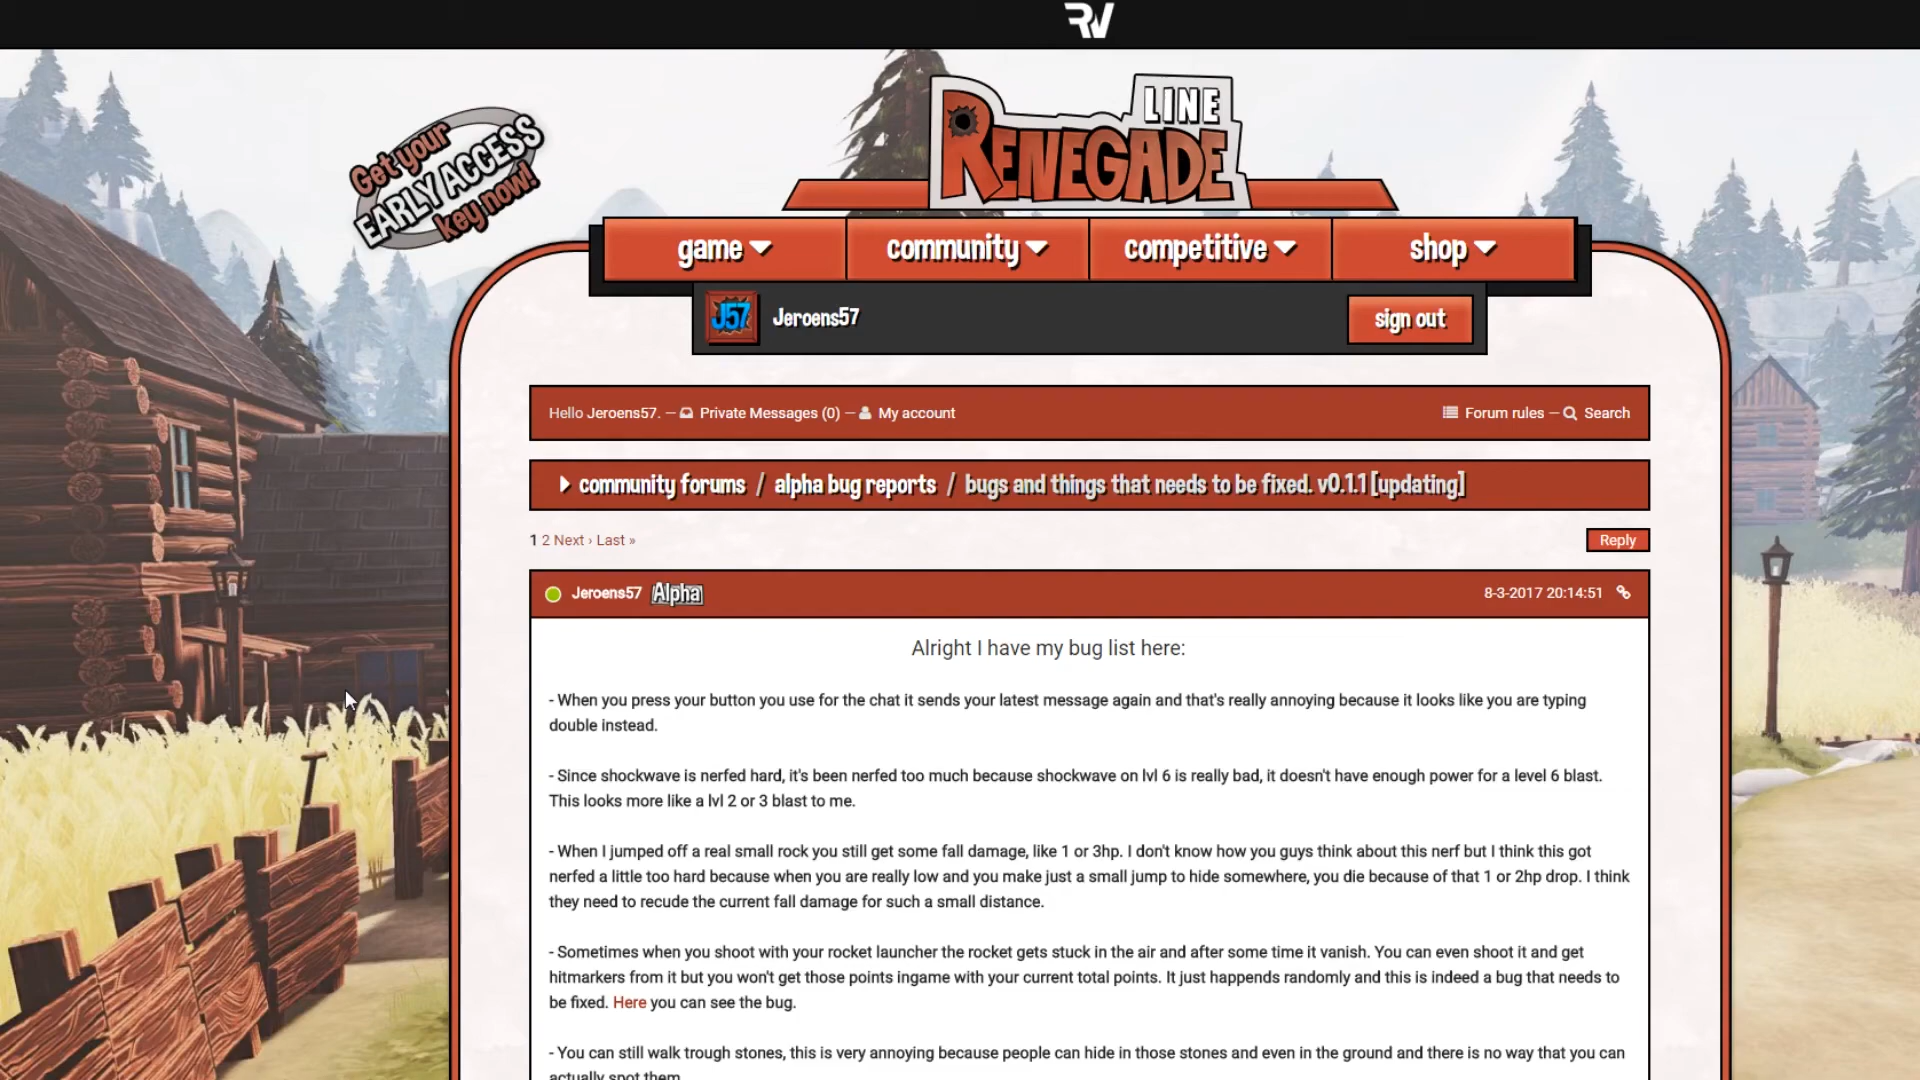 RV
Get your
EARLY ACCESS
key now!
LINE
RENEGADE
game
community
competitive
shop
J57
Jeroens57
sign out
Hello Jeroens57. — Private Messages (0) — My account
Forum rules — Search
community forums / alpha bug reports / bugs and things that needs to be fixed. v0.1.1 [updating]
1 2 Next › Last »
Reply
Jeroens57 Alpha
8-3-2017 20:14:51
Alright I have my bug list here:
- When you press your button you use for the chat it sends your latest message again and that's really annoying because it looks like you are typing
double instead.
- Since shockwave is nerfed hard, it's been nerfed too much because shockwave on lvl 6 is really bad, it doesn't have enough power for a level 6 blast.
This looks more like a lvl 2 or 3 blast to me.
- When I jumped off a real small rock you still get some fall damage, like 1 or 3hp. I don't know how you guys think about this nerf but I think this got
nerfed a little too hard because when you are really low and you make just a small jump to hide somewhere, you die because of that 1 or 2hp drop. I think
they need to recude the current fall damage for such a small distance.
- Sometimes when you shoot with your rocket launcher the rocket gets stuck in the air and after some time it vanish. You can even shoot it and get
hitmarkers from it but you won't get those points ingame with your current total points. It just happends randomly and this is indeed a bug that needs to
be fixed. Here you can see the bug.
- You can still walk trough stones, this is very annoying because people can hide in those stones and even in the ground and there is no way that you can
actually spot them.